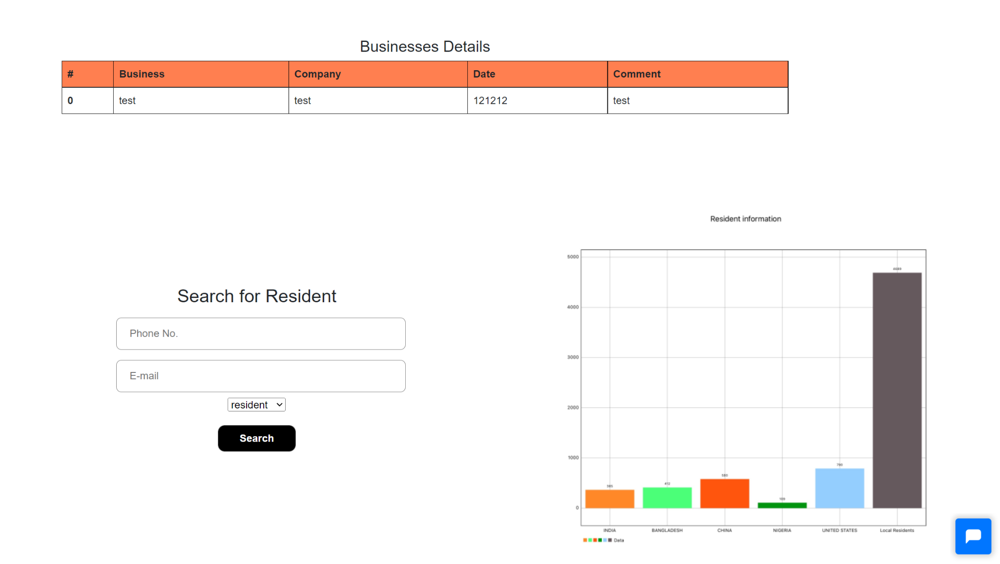 Businesses Details
# Business Company Date Comment
0 test test 121212 test
Resident information
Search for Resident
Phone No.
E-mail
resident
Search
5000
4000
3000
2000
1000
0
4689
365
412
580
109
790
INDIA BANGLADESH CHINA NIGERIA UNITED STATES Local Residents
Data